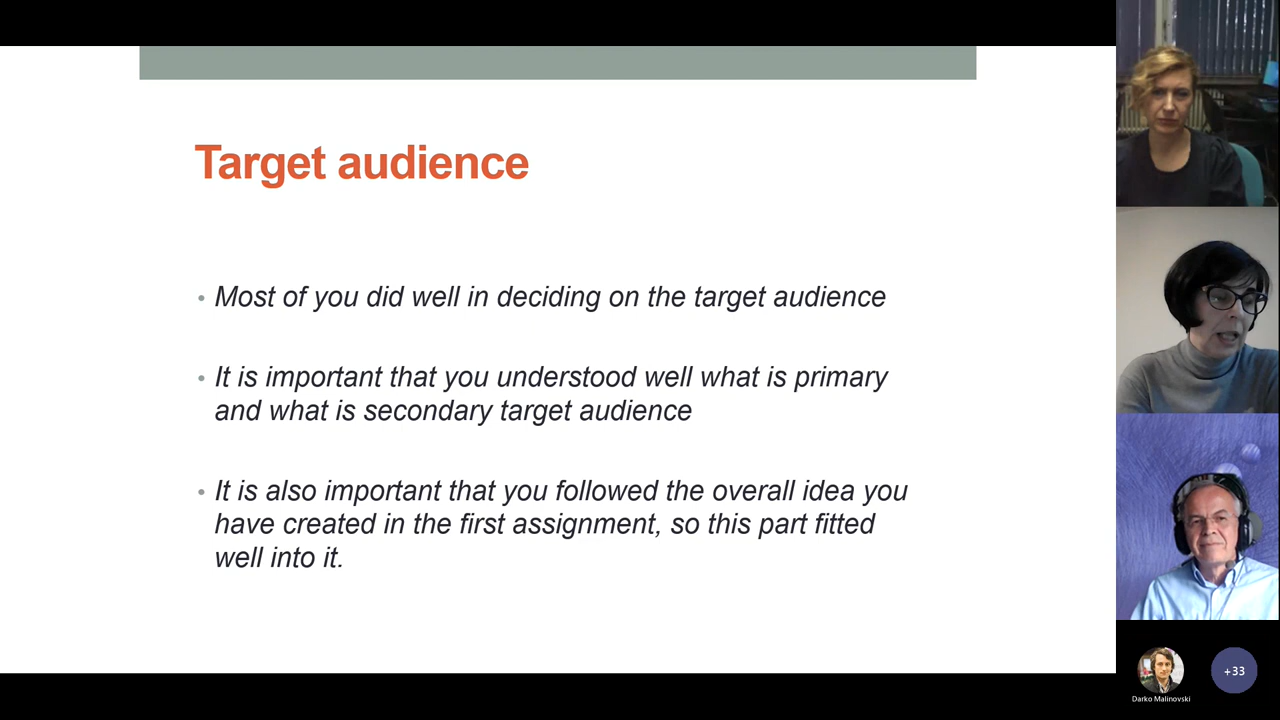 Target audience
• Most of you did well in deciding on the target audience
• It is important that you understood well what is primary
and what is secondary target audience
• It is also important that you followed the overall idea you
have created in the first assignment, so this part fitted
well into it.
+33
Darko Malinovski